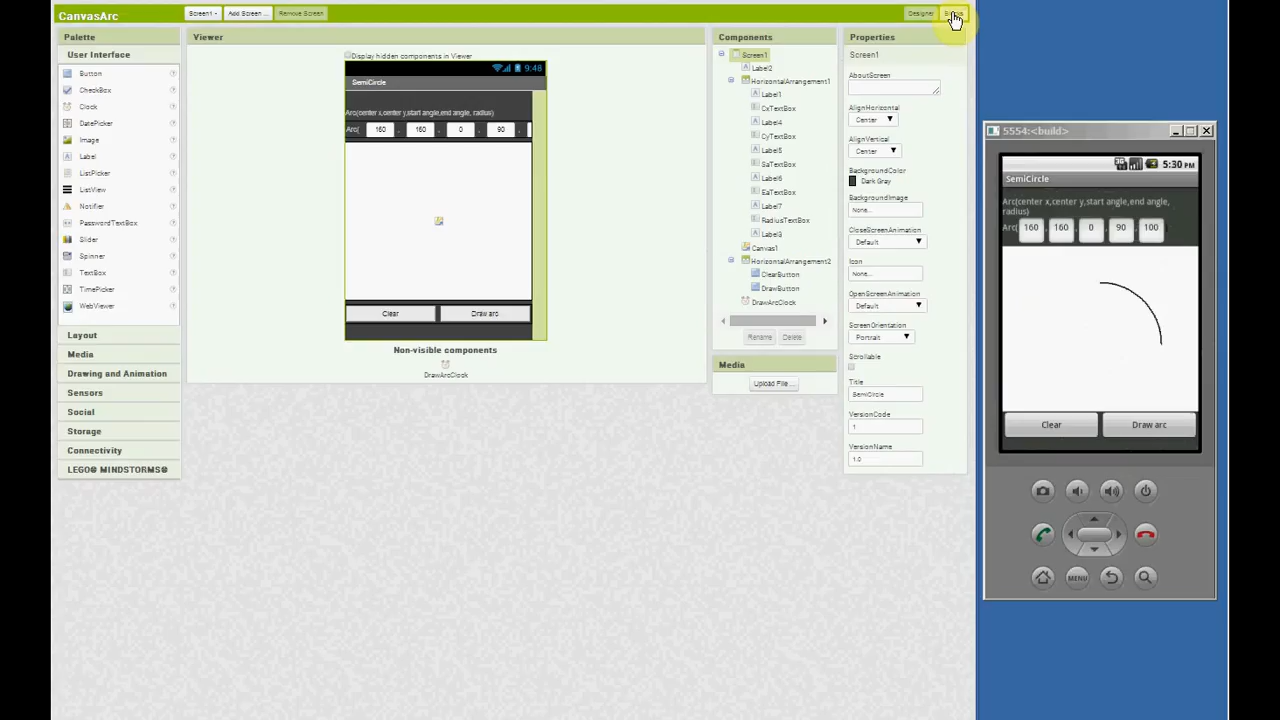 CanvasArc
Screen1
Add Screen ...
Remove Screen
Designer
Palette
User Interface
Button
CheckBox
Clock
DatePicker
Image
Label
ListPicker
ListView
Notifier
PasswordTextBox
Slider
Spinner
TextBox
TimePicker
WebViewer
Layout
Media
Drawing and Animation
Sensors
Social
Storage
Connectivity
LEGO® MINDSTORMS®
Viewer
Display hidden components in Viewer
9:48
SemiCircle
Arc(center x,center y,start angle,end angle, radius)
Arc( 160 , 160 , 0 , 90 ,
Clear Draw arc
Non-visible components
DrawArcClock
Components
Screen1
Label2
HorizontalArrangement1
Label1
CxTextBox
Label4
CyTextBox
Label5
SaTextBox
Label6
EaTextBox
Label7
RadiusTextBox
Label3
Canvas1
HorizontalArrangement2
ClearButton
DrawButton
DrawArcClock
Rename Delete
Media
Upload File ...
Properties
Screen1
AboutScreen
AlignHorizontal
Center
AlignVertical
Center
BackgroundColor
Dark Gray
BackgroundImage
None...
CloseScreenAnimation
Default
Icon
None...
OpenScreenAnimation
Default
ScreenOrientation
Portrait
Scrollable
Title
SemiCircle
VersionCode
1
VersionName
1.0
5554:<build>
3G 5:30 PM
SemiCircle
Arc(center x,center y,start angle,end angle,
radius)
Arc( 160 , 160 , 0 , 90 , 100 )
Clear Draw arc
MENU